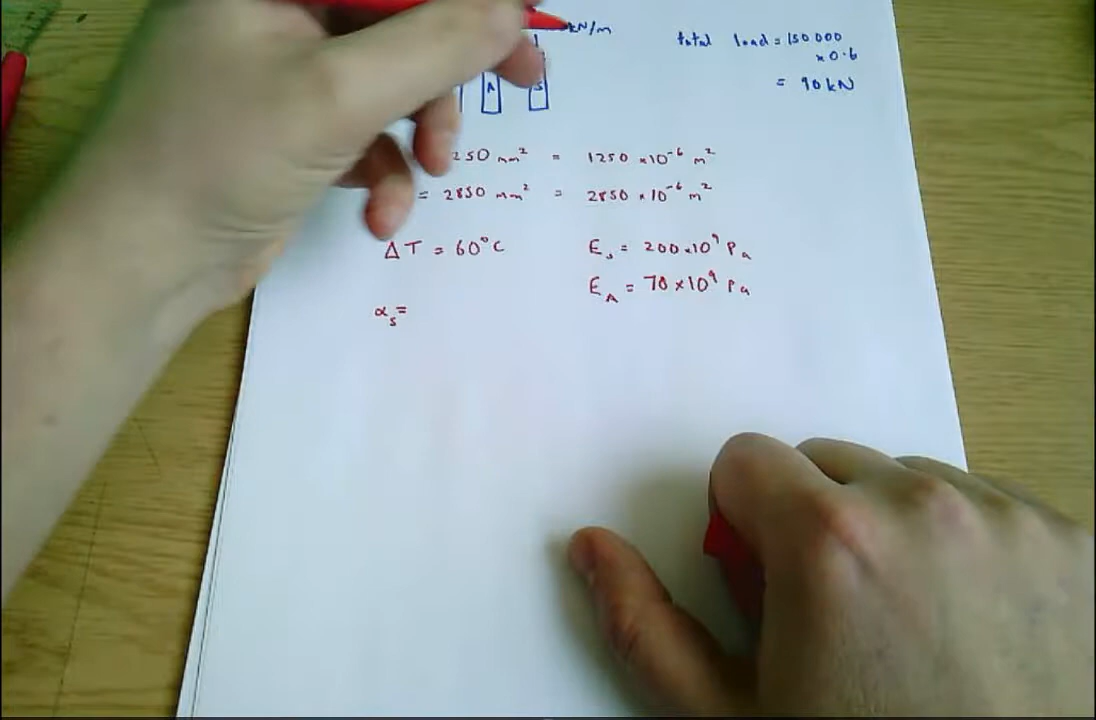 kN/m
total load = 150 000
× 0.6
= 90 kN
A S
250 mm² = 1250 × 10⁻⁶ m²
= 2850 mm² = 2850 × 10⁻⁶ m²
ΔT = 60°C Eₛ = 200 × 10⁹ Pa
E_A = 70 × 10⁹ Pa
αₛ =